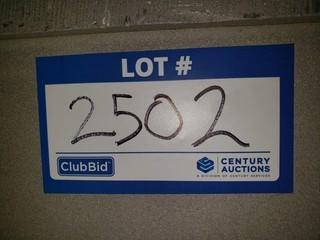 LOT #
2502
ClubBid
CENTURY
AUCTIONS
A DIVISION OF CENTURY SERVICES